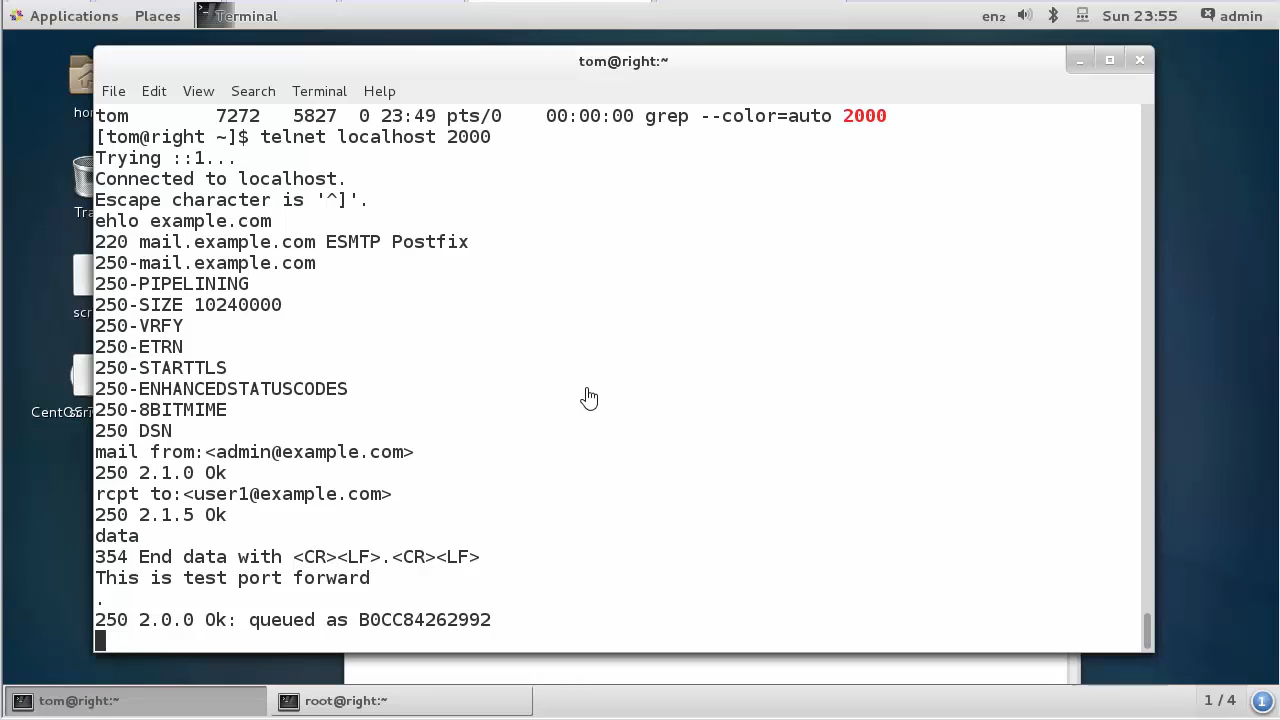 Applications Places Terminal en2 Sun 23:55 admin
tom@right:~
File Edit View Search Terminal Help
hon
Tra
scr
CentOS
tom 7272 5827 0 23:49 pts/0 00:00:00 grep --color=auto 2000
[tom@right ~]$ telnet localhost 2000
Trying ::1...
Connected to localhost.
Escape character is '^]'.
ehlo example.com
220 mail.example.com ESMTP Postfix
250-mail.example.com
250-PIPELINING
250-SIZE 10240000
250-VRFY
250-ETRN
250-STARTTLS
250-ENHANCEDSTATUSCODES
250-8BITMIME
250 DSN
mail from:<admin@example.com>
250 2.1.0 Ok
rcpt to:<user1@example.com>
250 2.1.5 Ok
data
354 End data with <CR><LF>.<CR><LF>
This is test port forward
.
250 2.0.0 Ok: queued as B0CC84262992
tom@right:~ root@right:~ 1 / 4 1